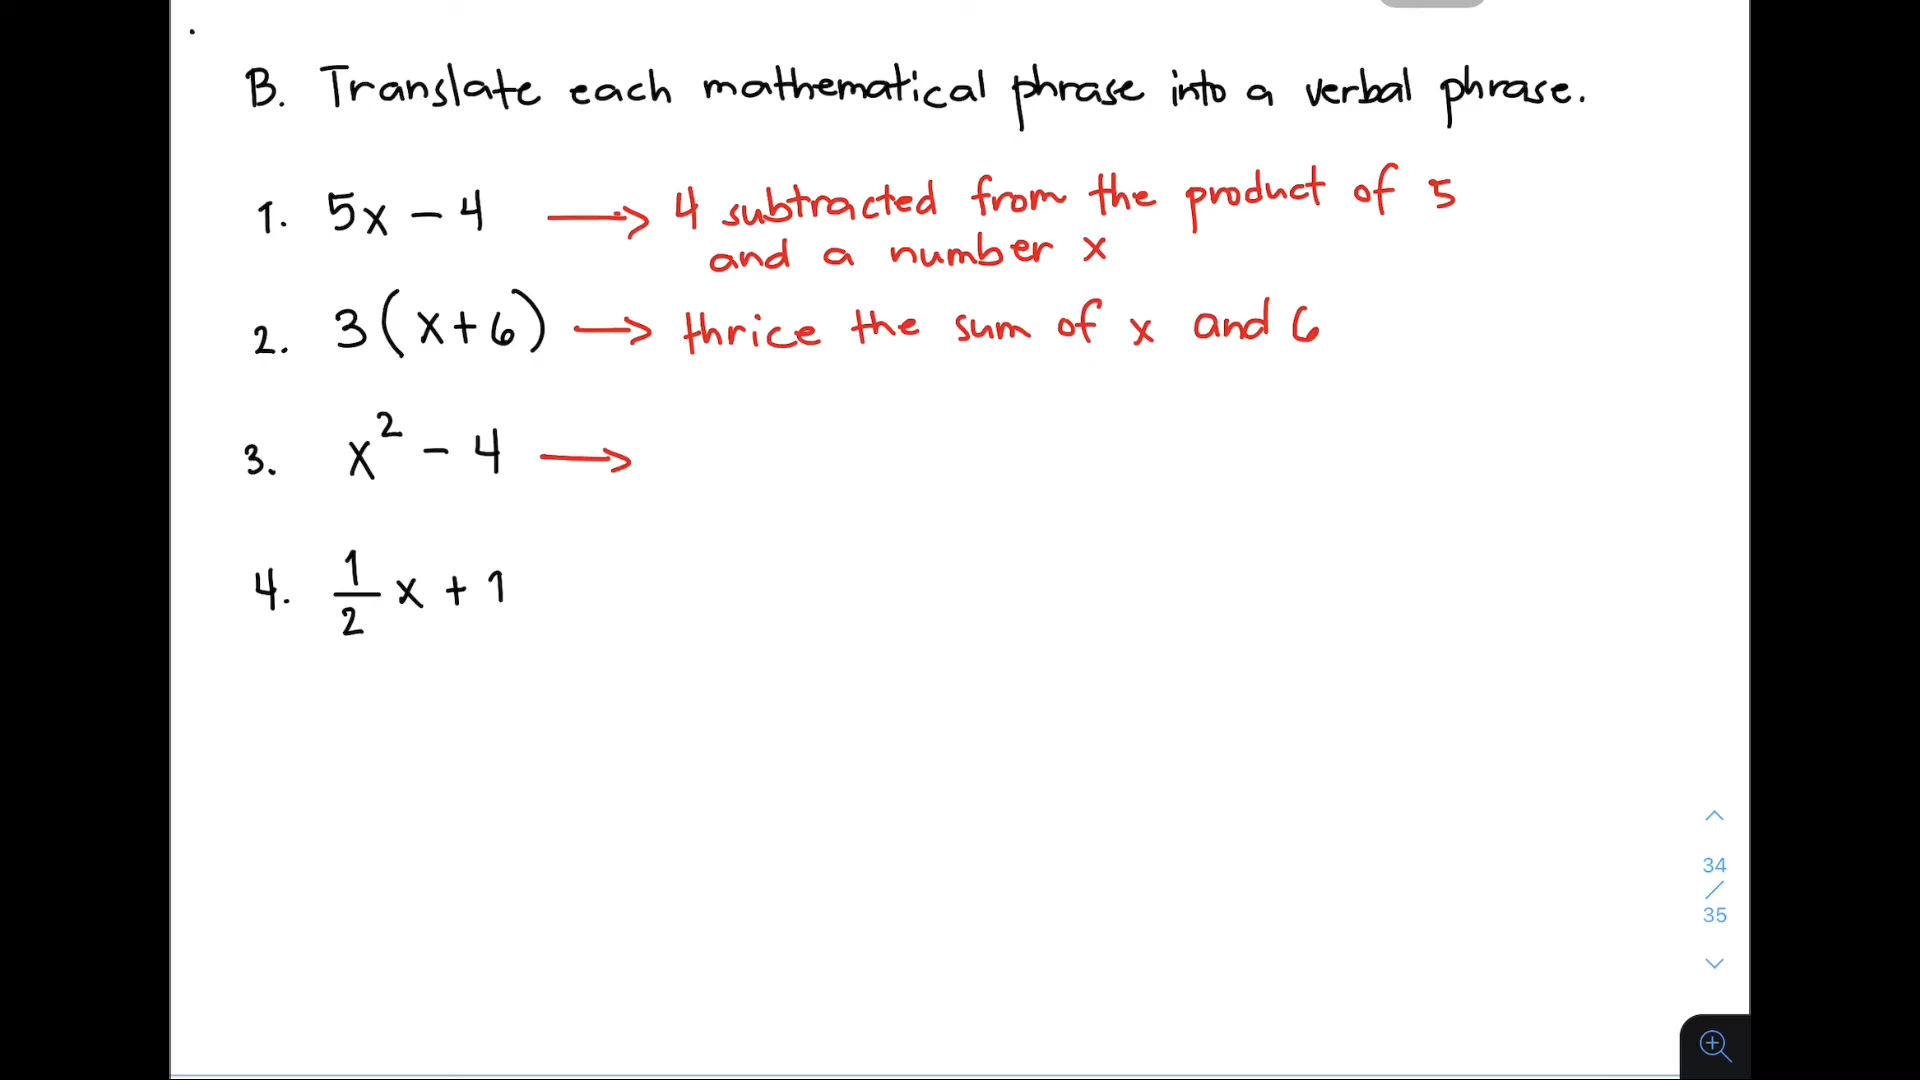 B. Translate each mathematical phrase into a verbal phrase.
1. 5x - 4 → 4 subtracted from the product of 5
and a number x
2. 3(x+6) → thrice the sum of x and 6
3. x² - 4 →
4. 1/2 x + 1
34
/
35